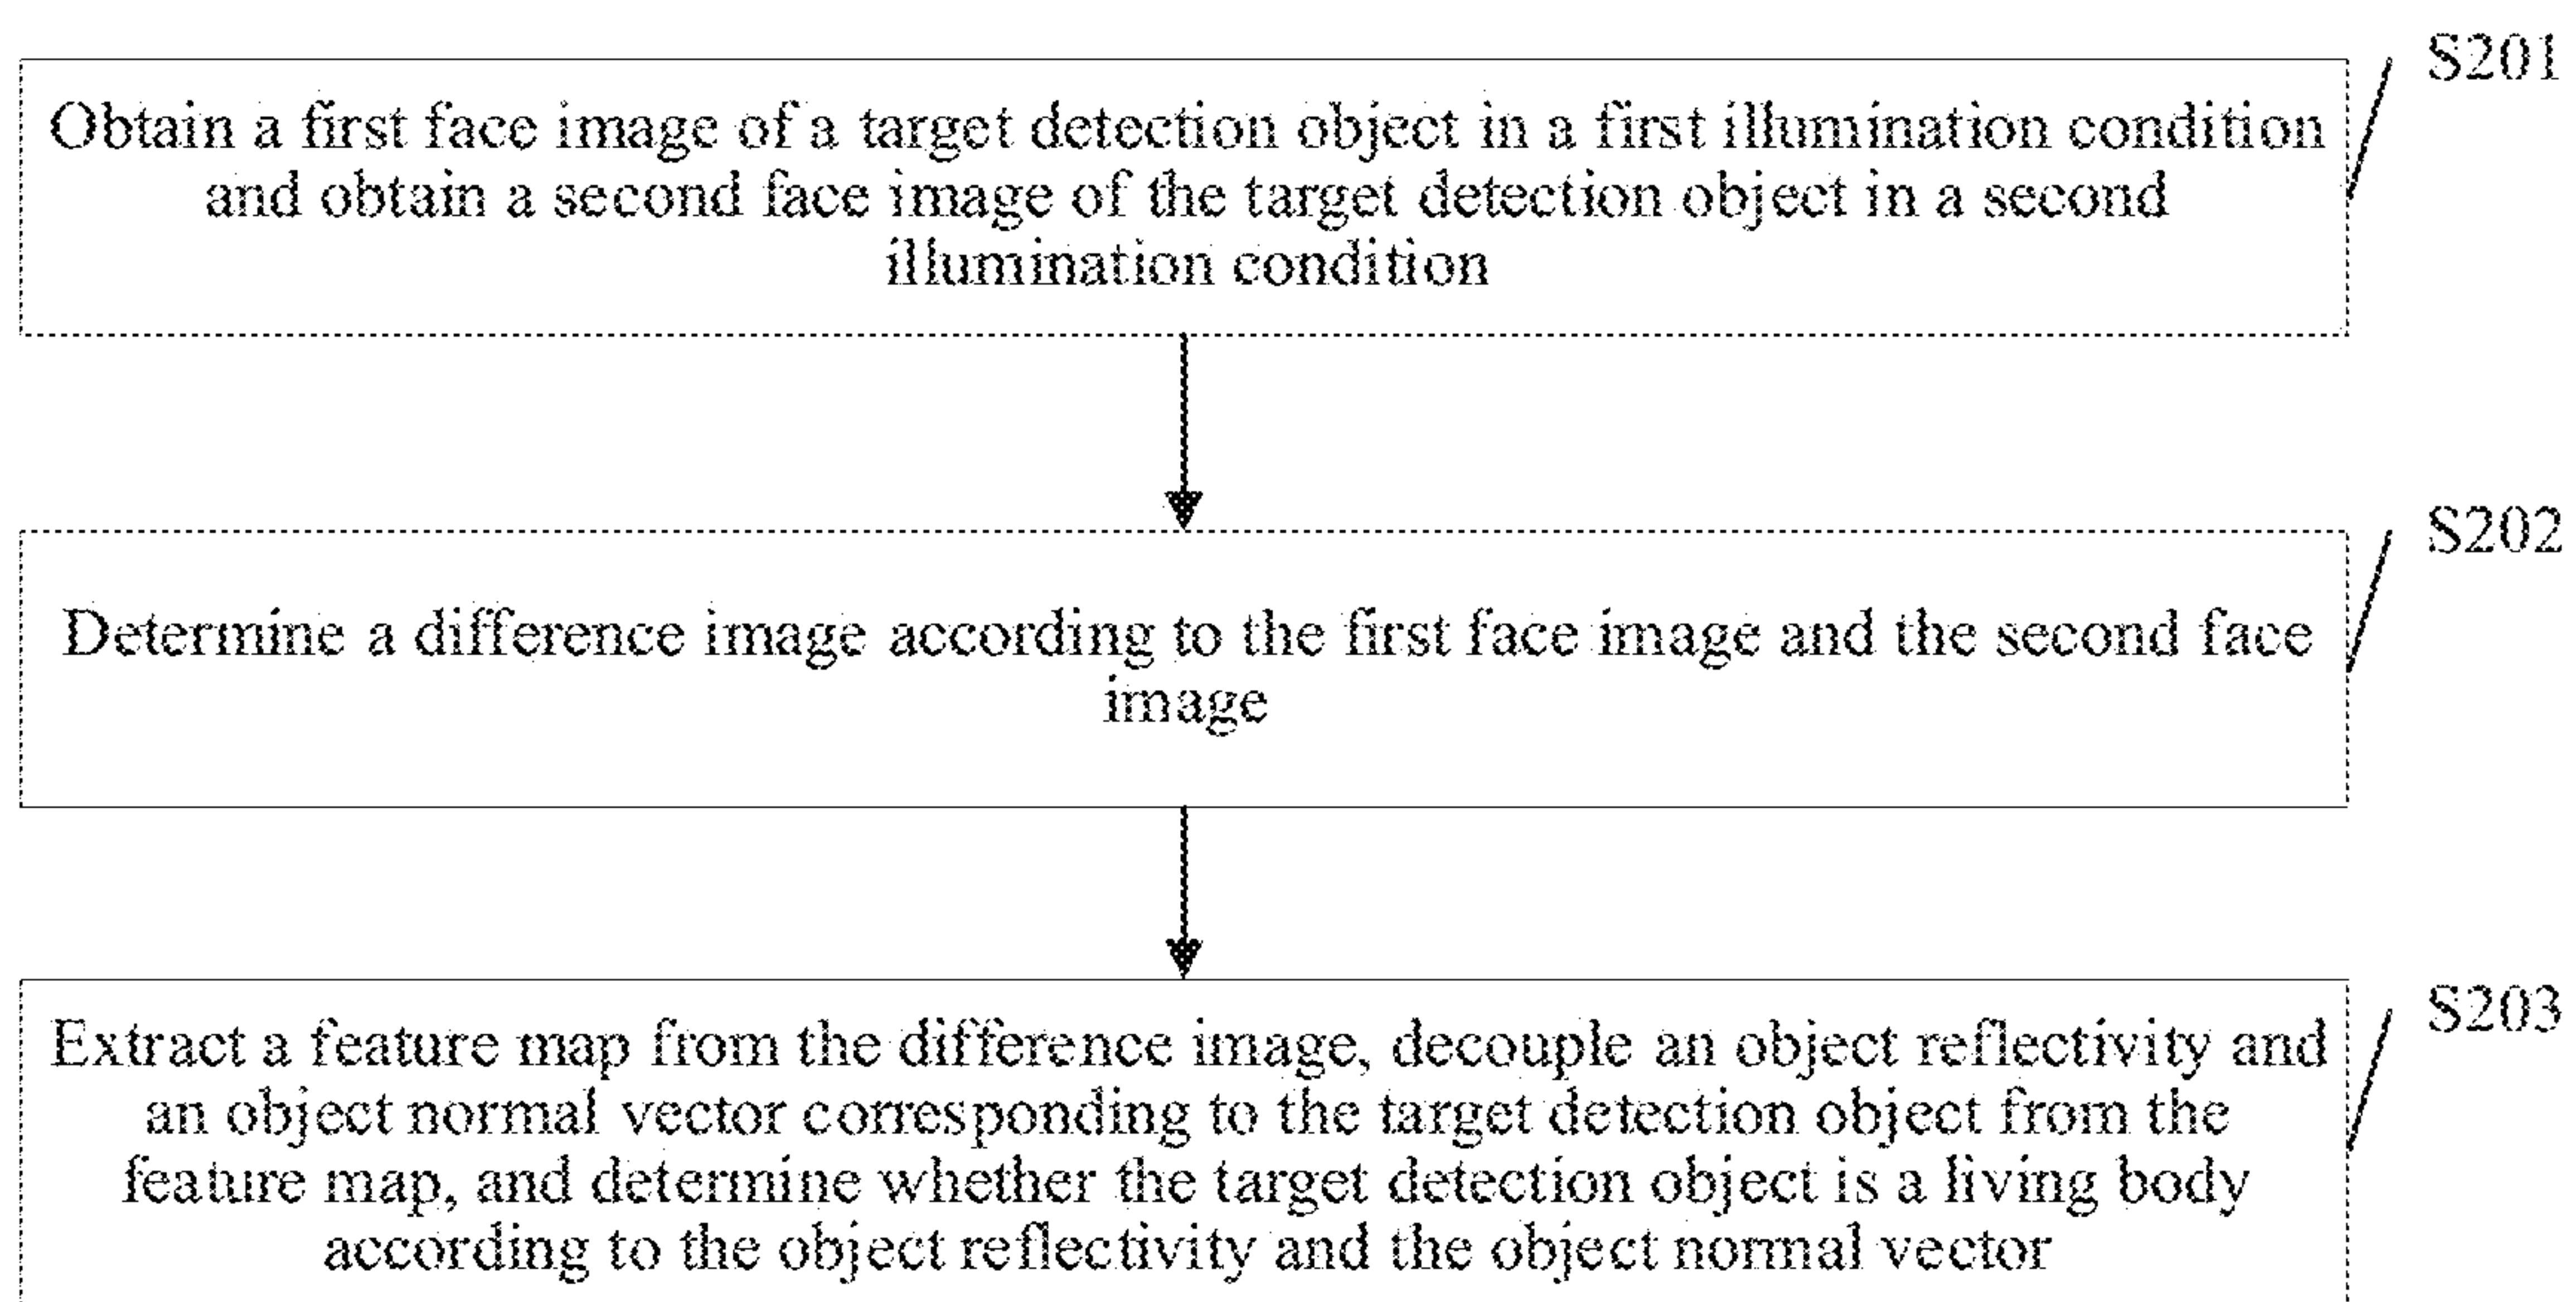 S201
Obtain a first face image of a target detection object in a first illumination condition
and obtain a second face image of the target detection object in a second
illumination condition
S202
Determine a difference image according to the first face image and the second face
image
S203
Extract a feature map from the difference image, decouple an object reflectivity and
an object normal vector corresponding to the target detection object from the
feature map, and determine whether the target detection object is a living body
according to the object reflectivity and the object normal vector